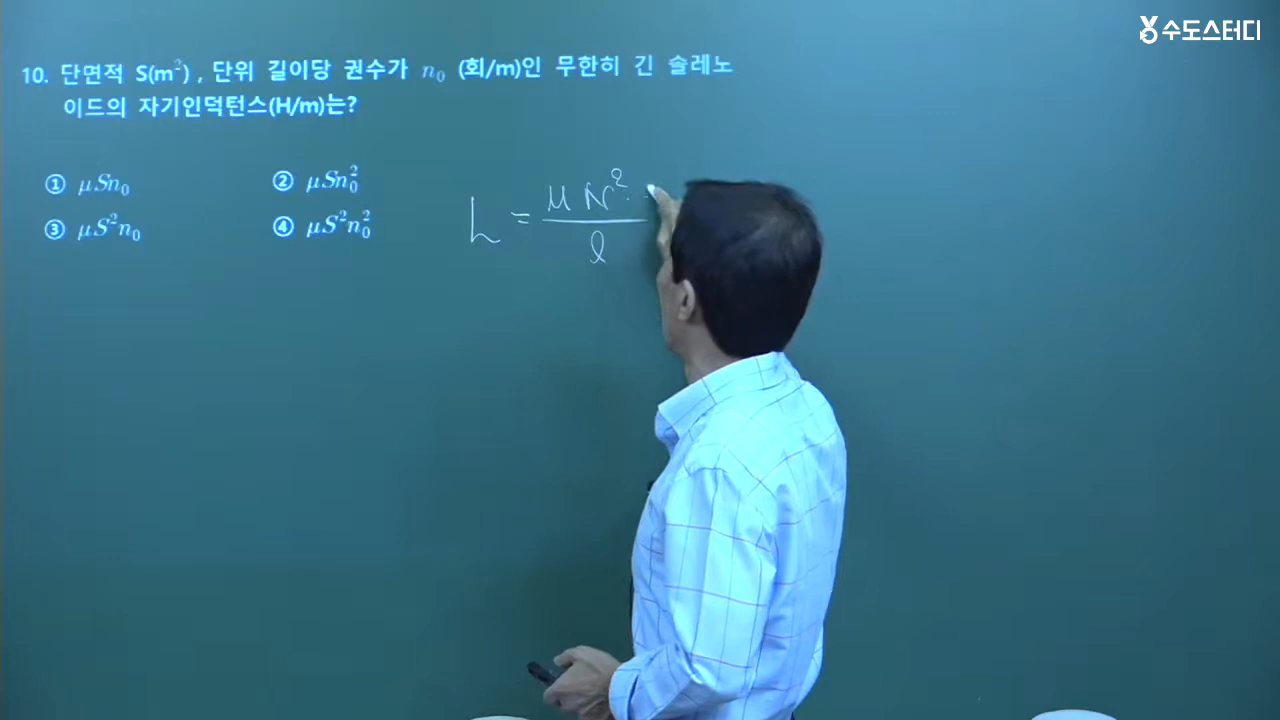 수도스터디
10. 단면적 S(m²) , 단위 길이당 권수가 n₀ (회/m)인 무한히 긴 솔레노
이드의 자기인덕턴스(H/m)는?
① μSn₀ ② μSn₀²
③ μS²n₀ ④ μS²n₀²
L = μN² / l